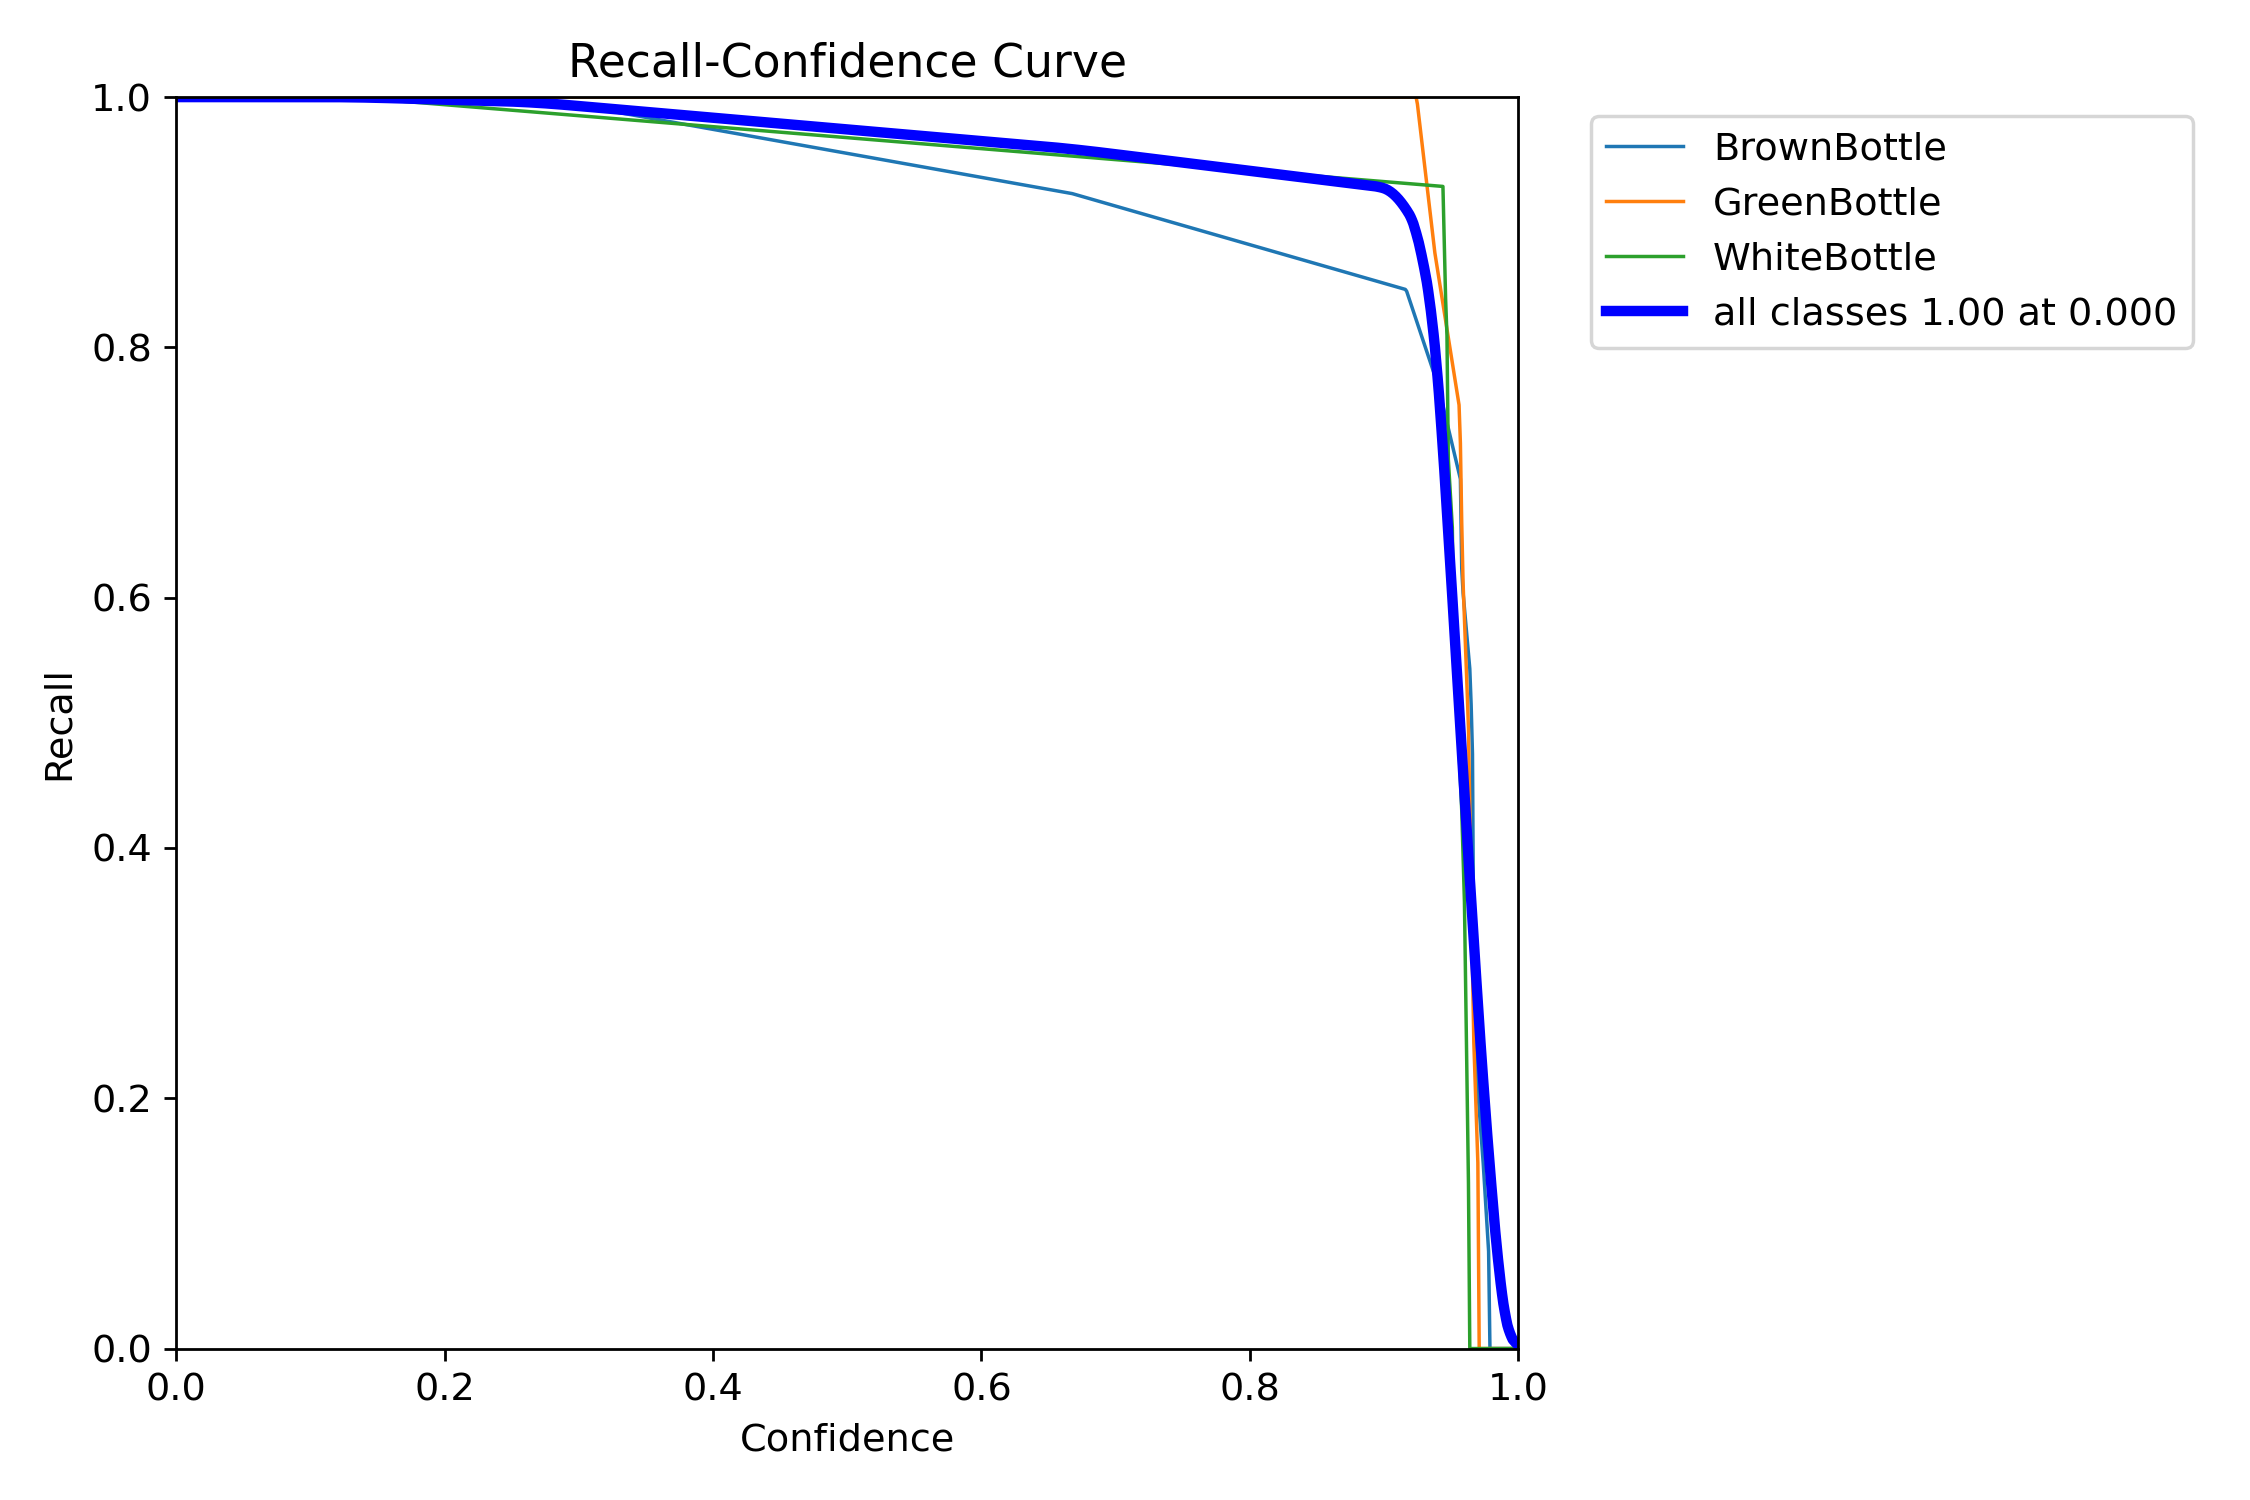 Recall-Confidence Curve
1.0
0.8
0.6
0.4
0.2
0.0
Recall
0.0 0.2 0.4 0.6 0.8 1.0
Confidence
BrownBottle
GreenBottle
WhiteBottle
all classes 1.00 at 0.000